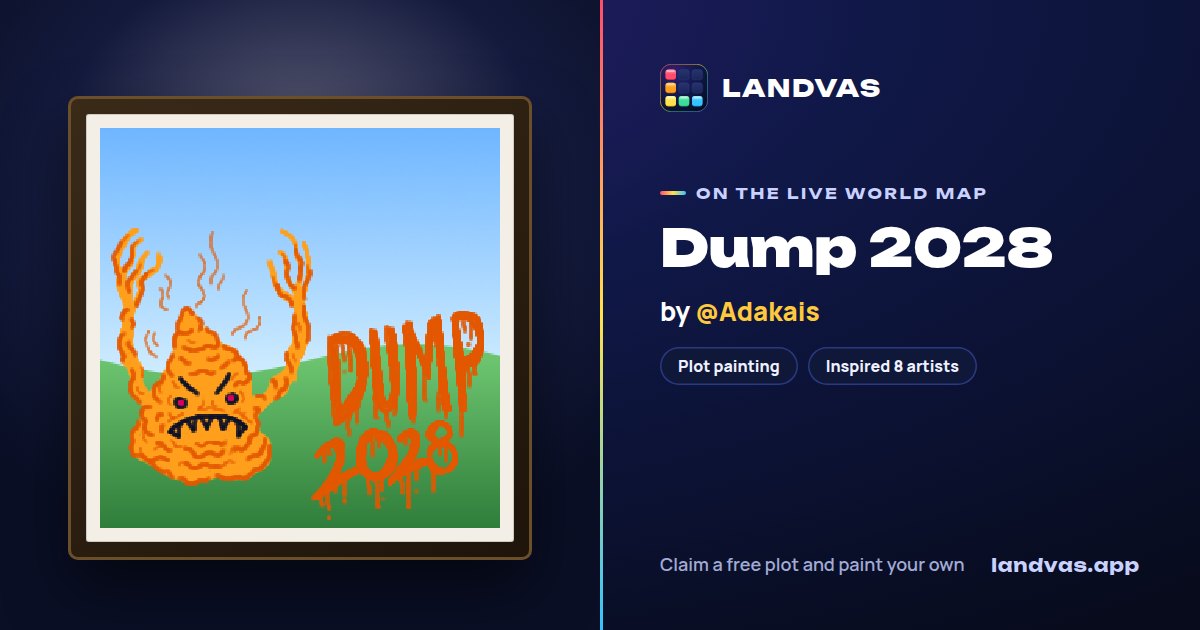 DUMP
2028
LANDVAS
ON THE LIVE WORLD MAP
Dump 2028
by @Adakais
Plot painting
Inspired 8 artists
Claim a free plot and paint your own
landvas.app